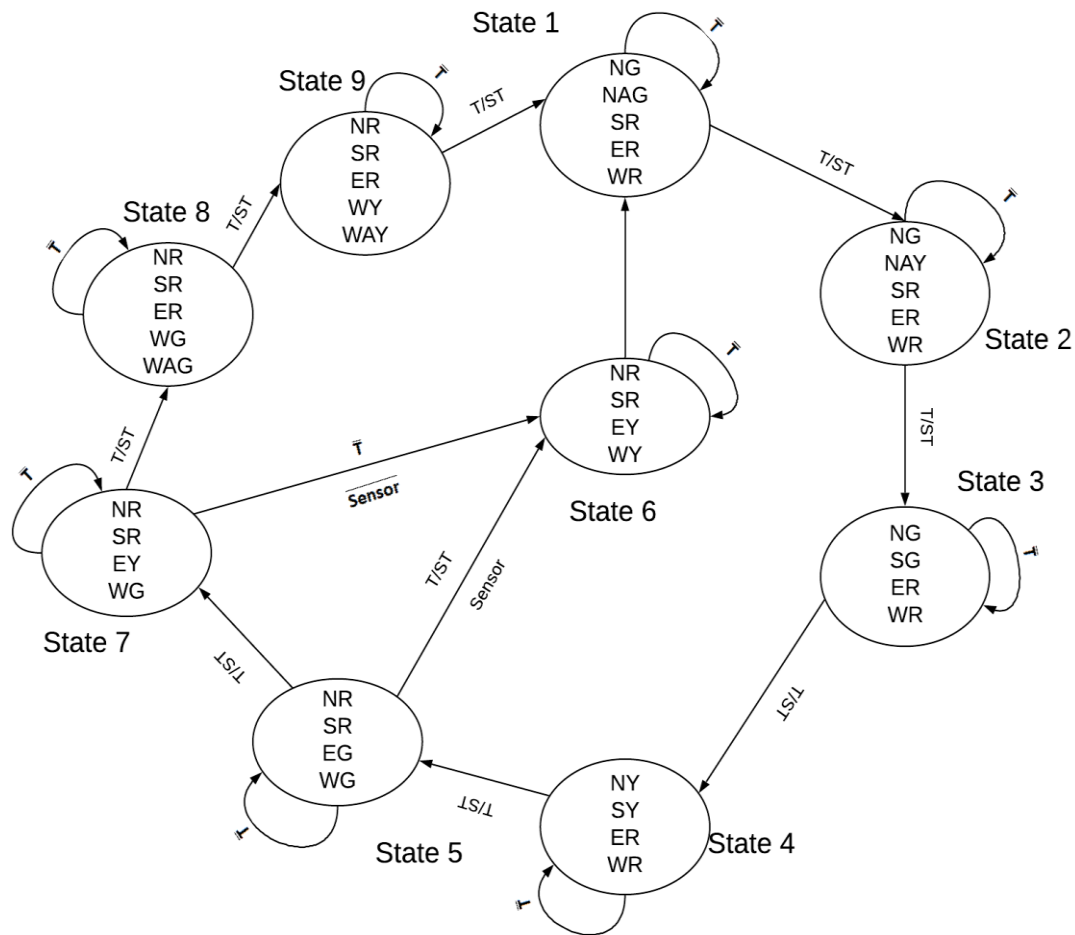 State 1
T̅
NG
NAG
SR
ER
WR
State 9
T̅
NR
SR
ER
WY
WAY
T/ST
T/ST
State 8
T̅
NR
SR
ER
WG
WAG
T/ST
T̅
NG
NAY
SR
ER
WR
State 2
T/ST
T̅
NR
SR
EY
WY
State 6
T̅
S̅e̅n̅s̅o̅r̅
T/ST
T̅
NR
SR
EY
WG
State 7
State 3
NG
SG
ER
WR
T̅
T/ST
Sensor
T/ST
T/ST
NR
SR
EG
WG
T̅
State 5
T/ST
NY
SY
ER
WR
State 4
T̅